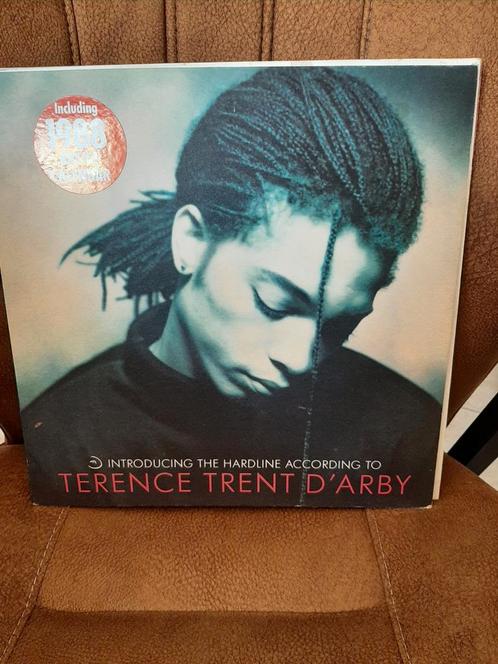 Including
1988
INTRODUCING THE HARDLINE ACCORDING TO
TERENCE TRENT D'ARBY